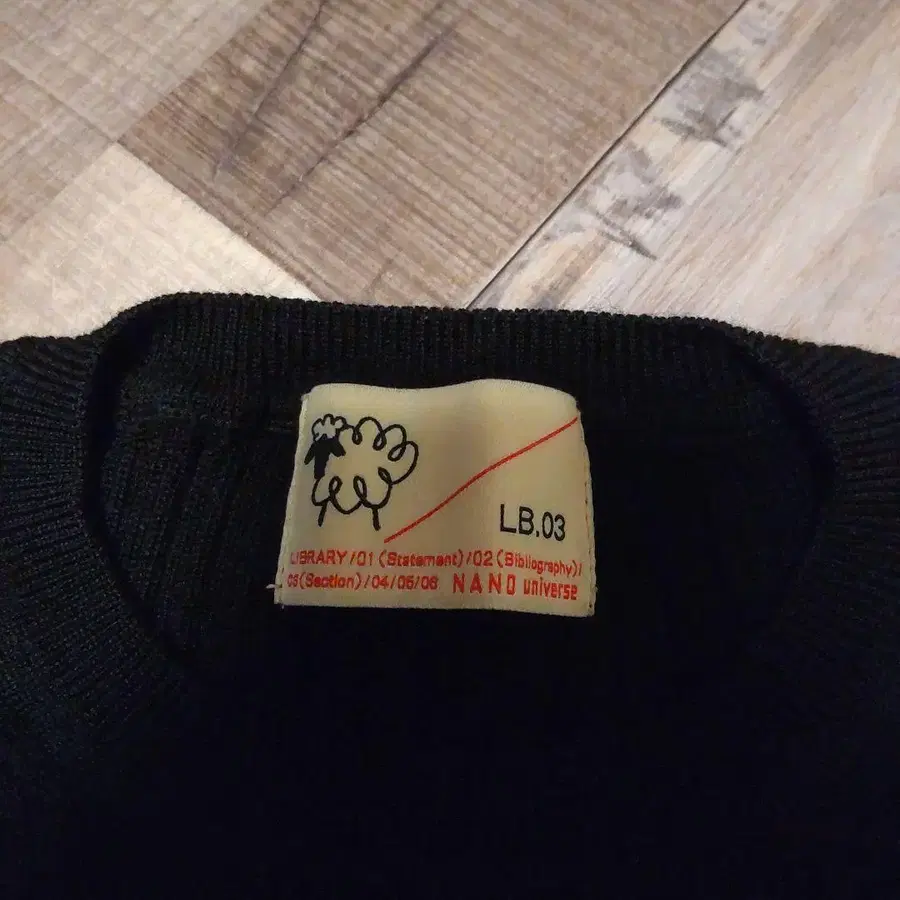 LB.03
LIBRARY/01 (Statement)/02 (Bibliography)/
03(Section)/04/05/06 NANO universe